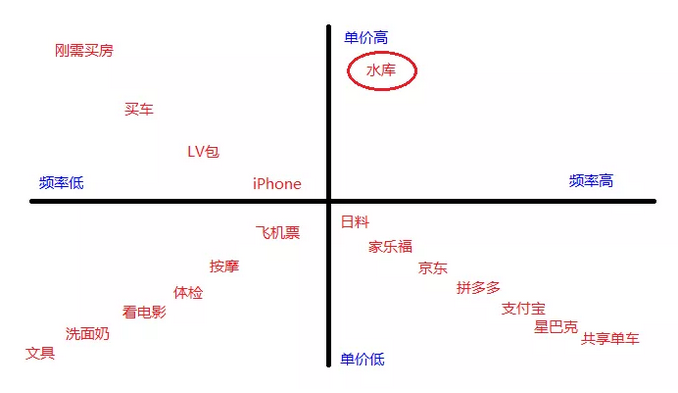 单价高
刚需买房
水库
买车
LV包
频率低
iPhone
频率高
飞机票
日料
家乐福
按摩
京东
体检
拼多多
看电影
支付宝
洗面奶
星巴克
共享单车
文具
单价低